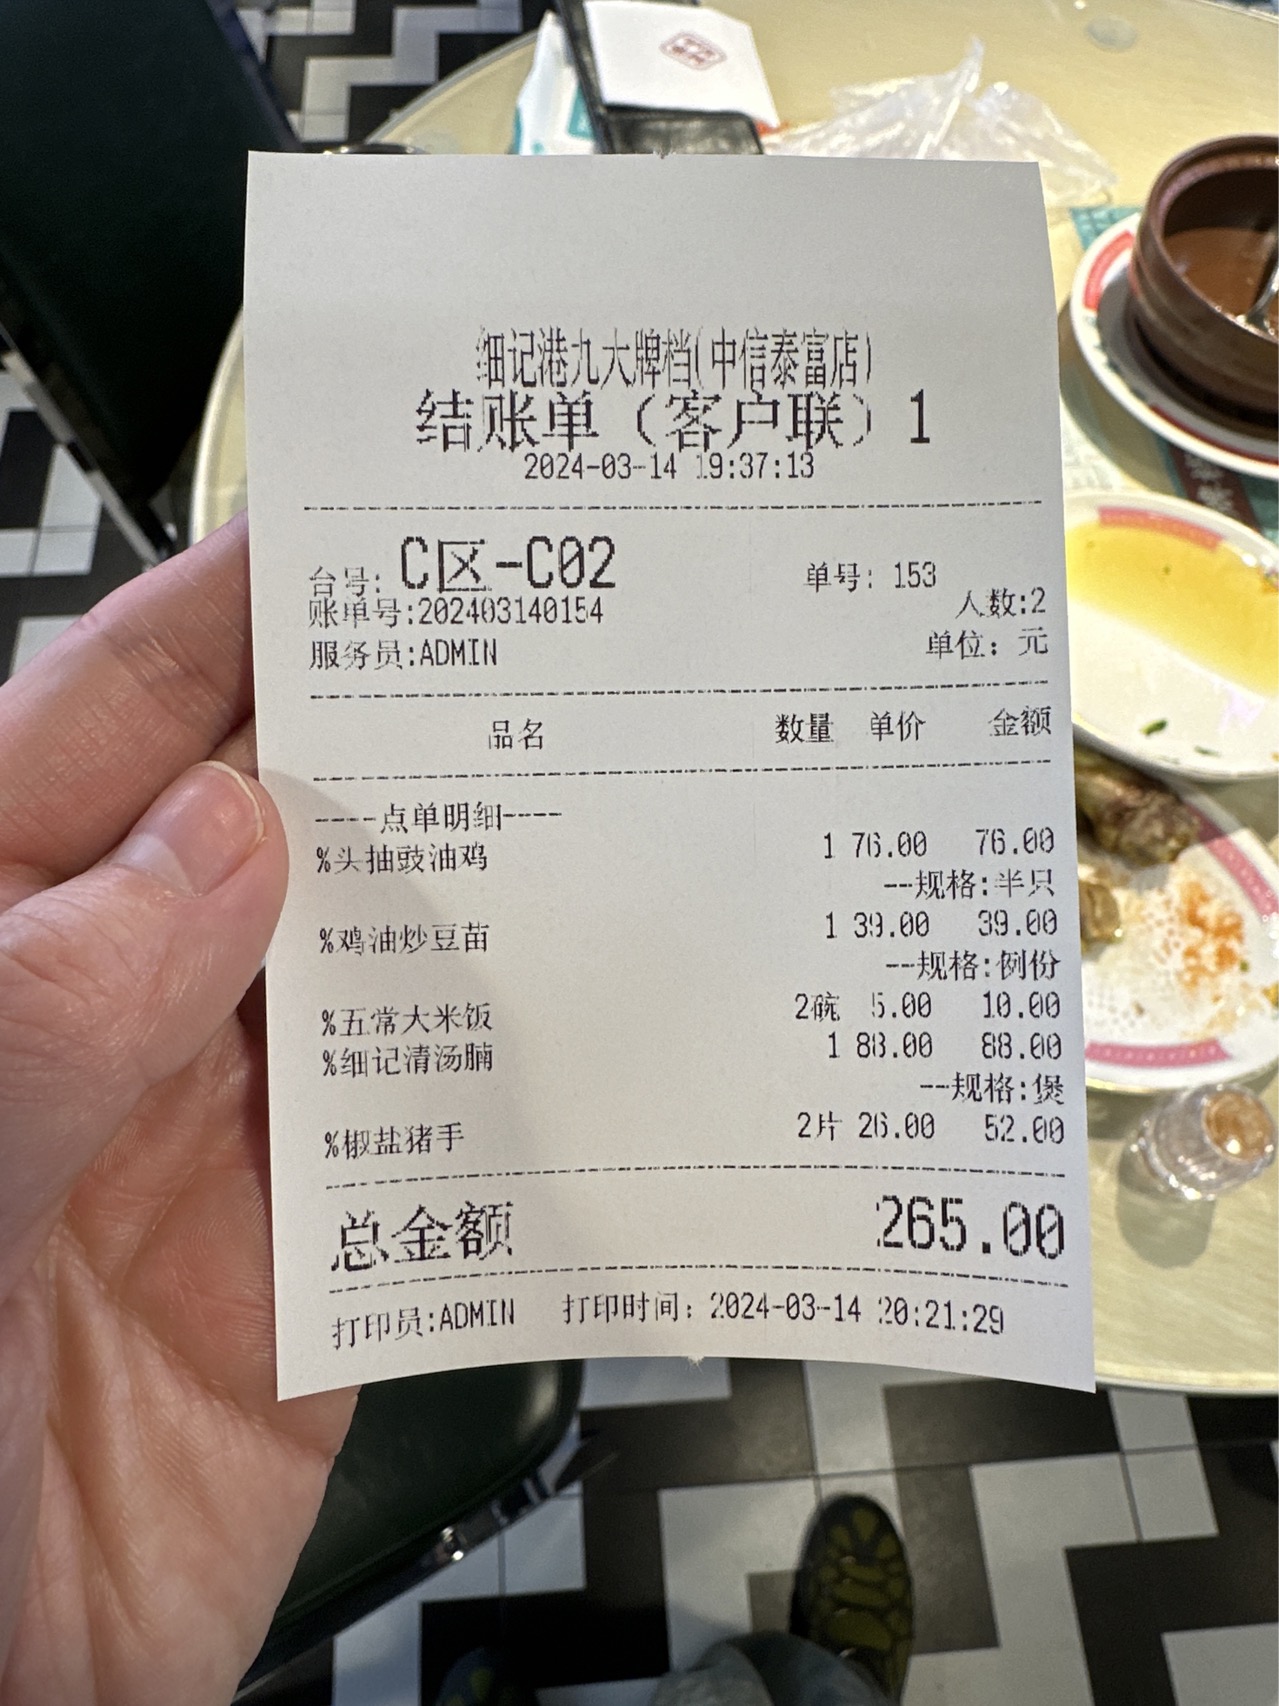 细记港九大牌档(中信泰富店)
结账单（客户联）1
2024-03-14 19:37:13
台号: C区-C02 单号: 153
账单号:202403140154 人数:2
服务员:ADMIN 单位: 元
品名 数量 单价 金额
----点单明细----
%头抽豉油鸡 1 76.00 76.00
--规格:半只
%鸡油炒豆苗 1 39.00 39.00
--规格:例份
%五常大米饭 2碗 5.00 10.00
%细记清汤腩 1 88.00 88.00
--规格:煲
%椒盐猪手 2片 26.00 52.00
总金额 265.00
打印员:ADMIN 打印时间: 2024-03-14 20:21:29